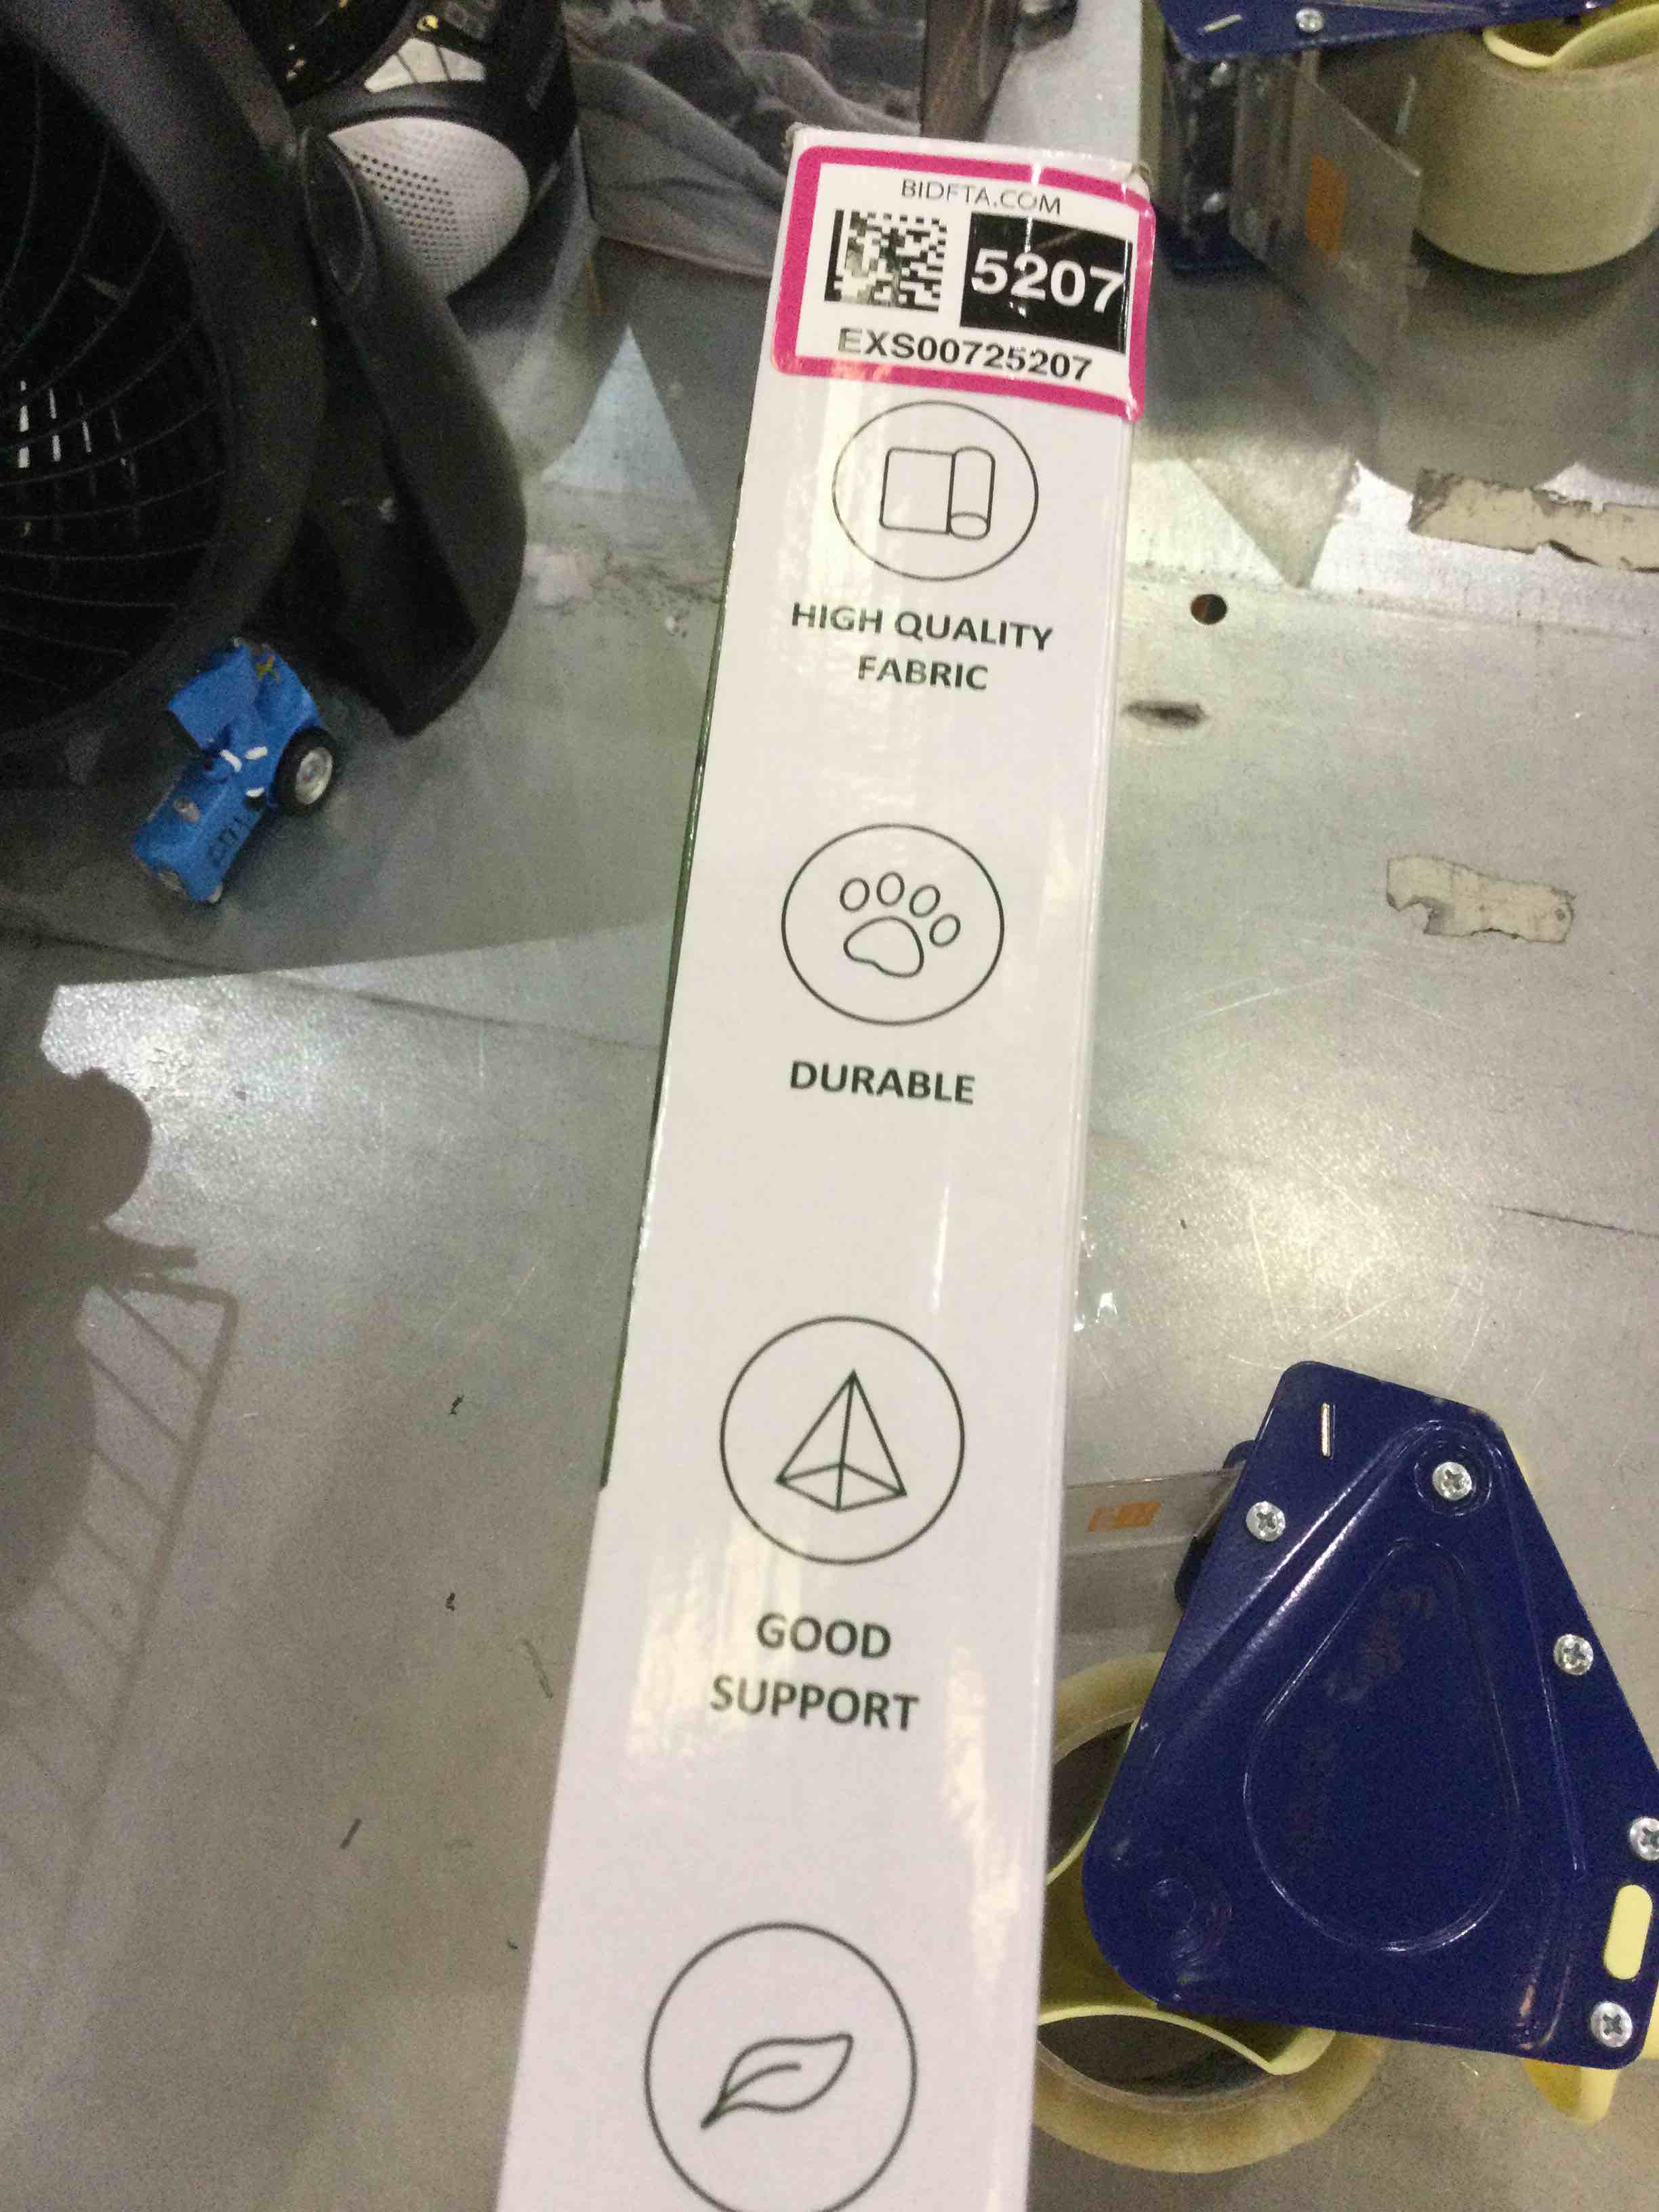 BIDFTA.COM
5207
EXS00725207
HIGH QUALITY
FABRIC
DURABLE
GOOD
SUPPORT